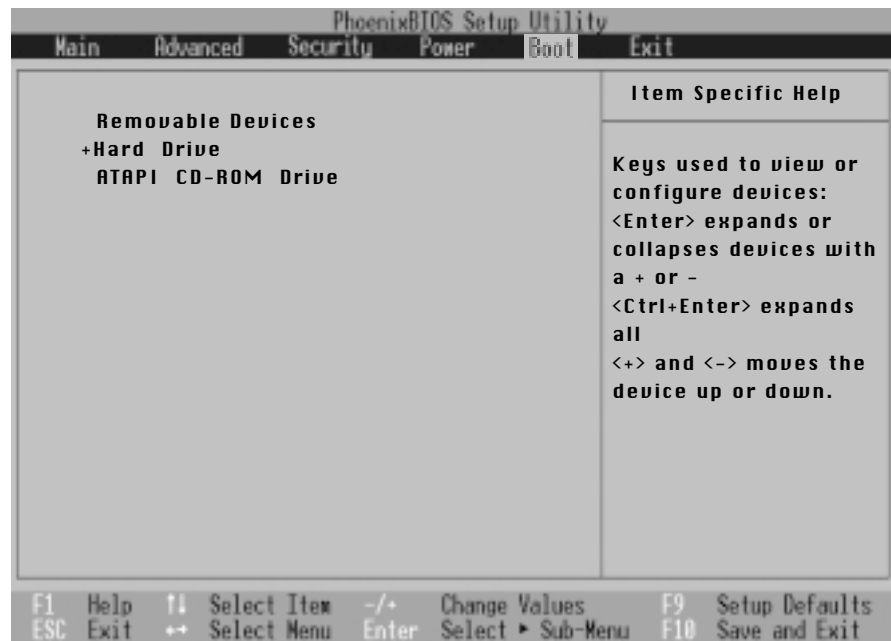 PhoenixBIOS Setup Utility
Main Advanced Security Power Boot Exit
Removable Devices
+Hard Drive
ATAPI CD-ROM Drive
Item Specific Help
Keys used to view or
configure devices:
<Enter> expands or
collapses devices with
a + or -
<Ctrl+Enter> expands
all
<+> and <-> moves the
device up or down.
F1 Help ↑↓ Select Item -/+ Change Values F9 Setup Defaults
ESC Exit ↔ Select Menu Enter Select ▸ Sub-Menu F10 Save and Exit